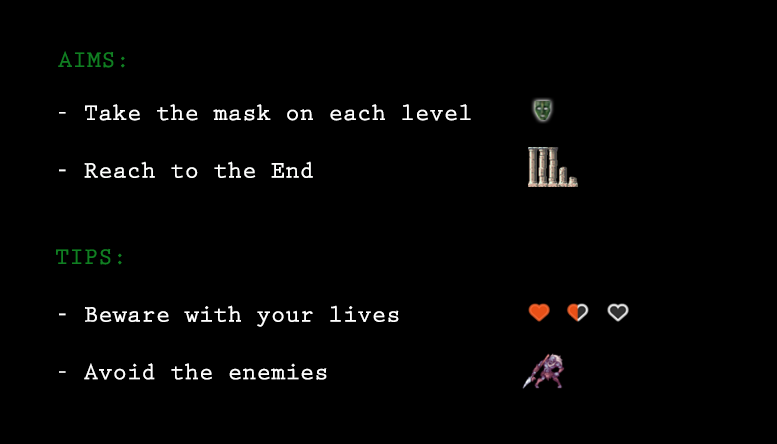 AIMS:
- Take the mask on each level
- Reach to the End
TIPS:
- Beware with your lives
- Avoid the enemies